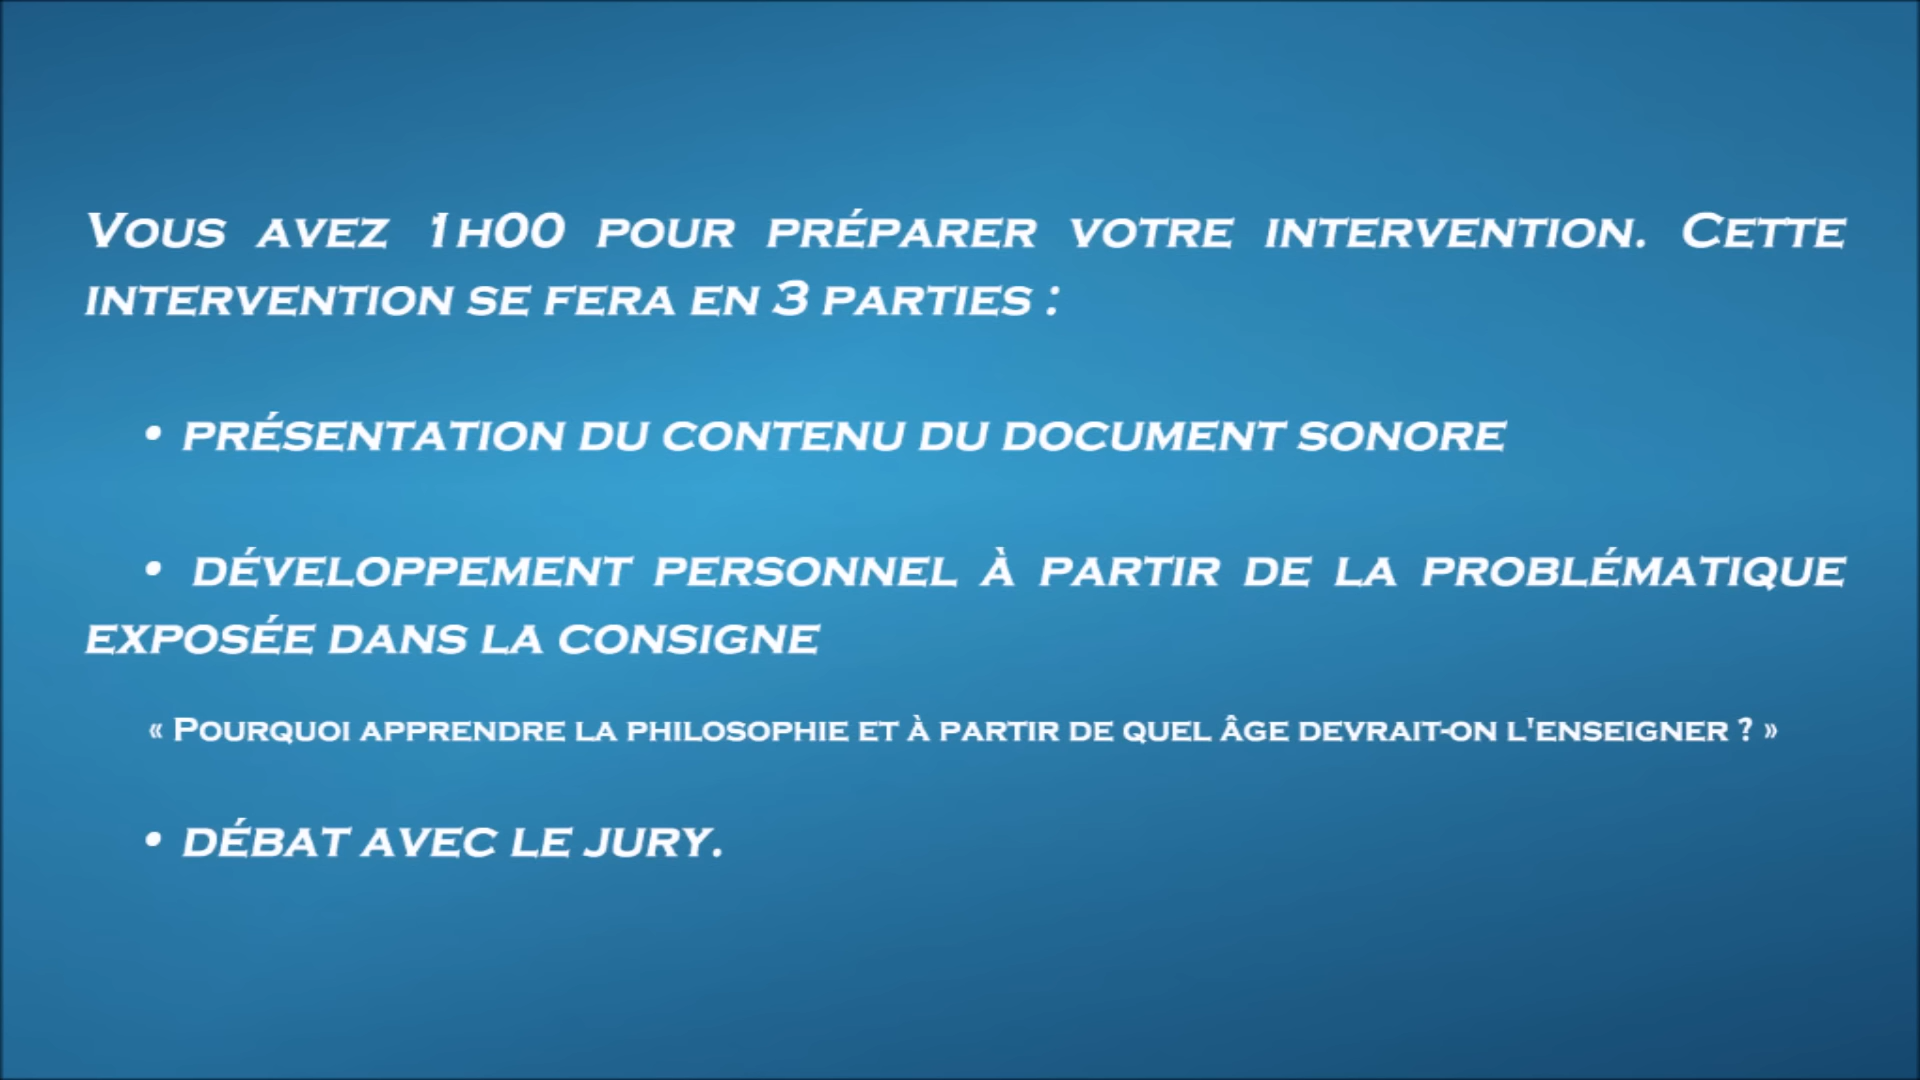 Vous avez 1h00 pour préparer votre intervention. Cette
intervention se fera en 3 parties :
• présentation du contenu du document sonore
• développement personnel à partir de la problématique
exposée dans la consigne
« Pourquoi apprendre la philosophie et à partir de quel âge devrait-on l'enseigner ? »
• débat avec le jury.